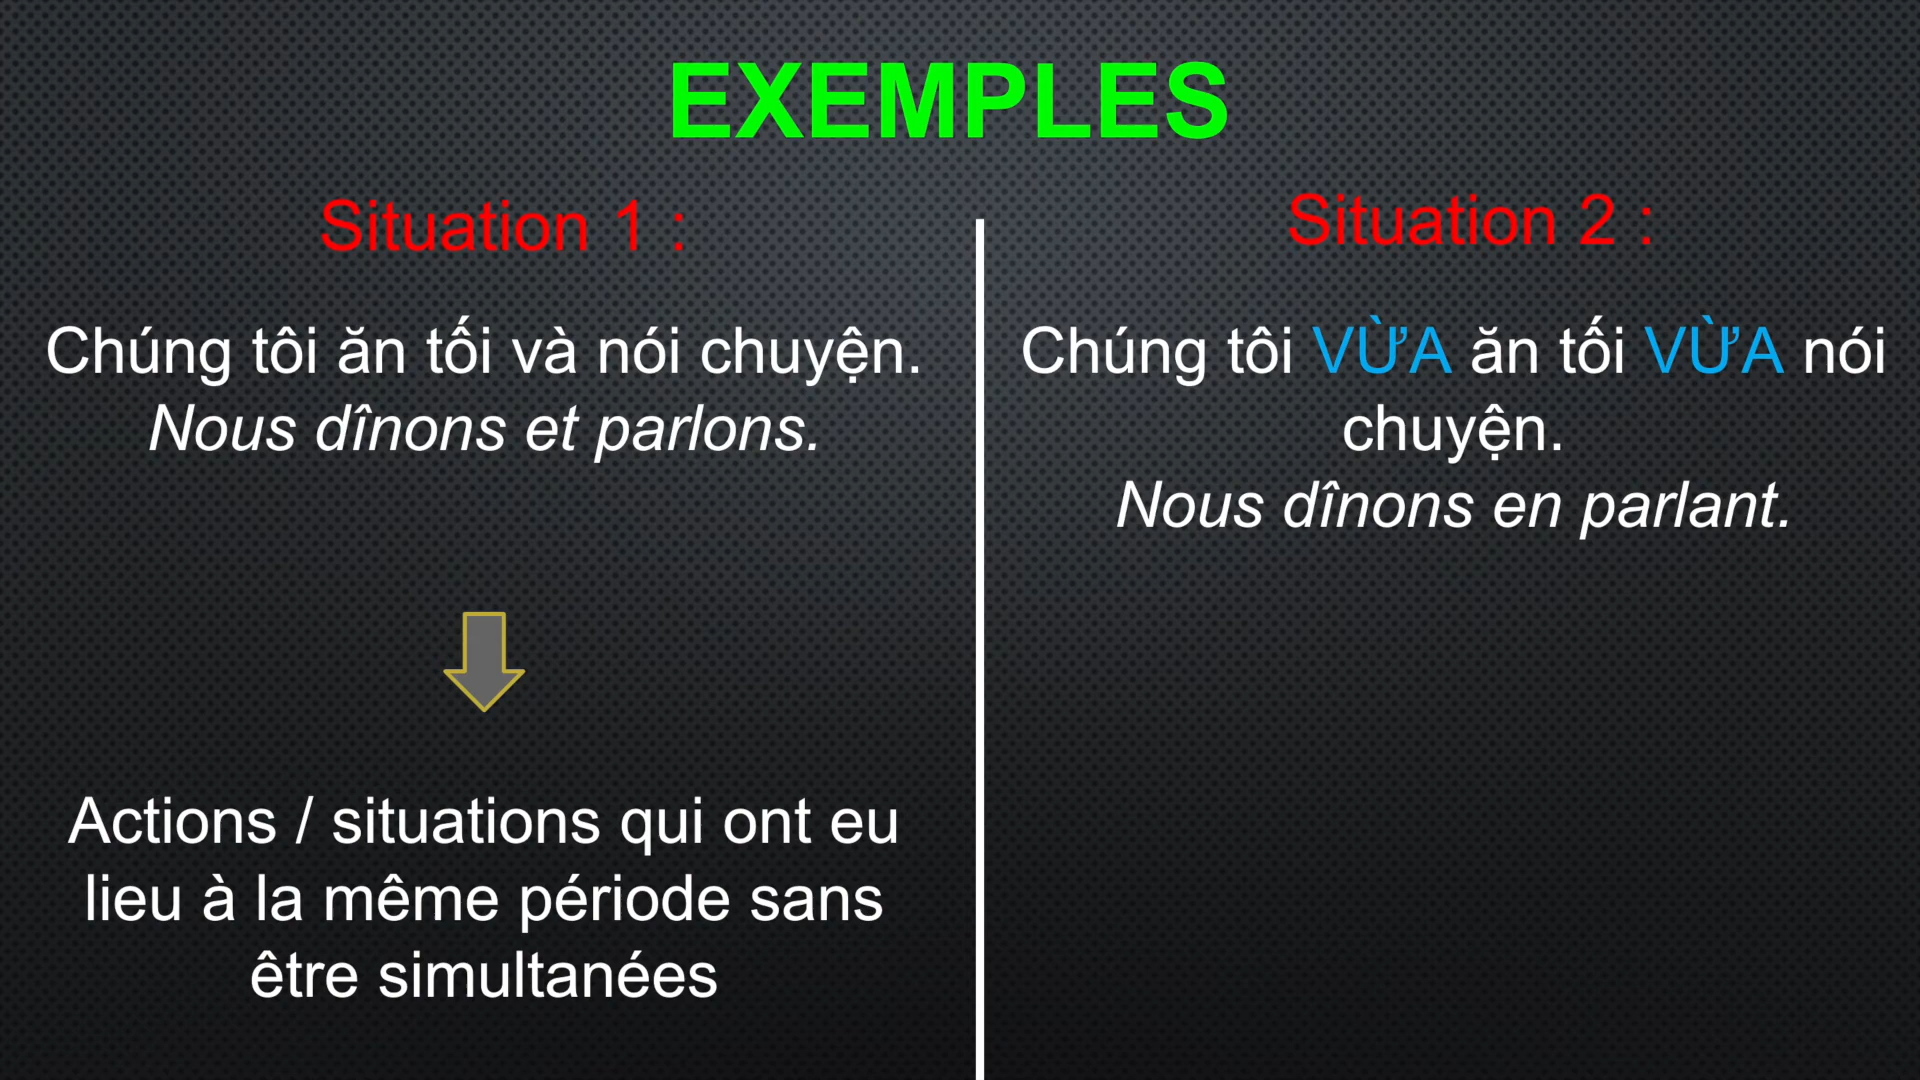 EXEMPLES
Situation 1 :
Chúng tôi ăn tối và nói chuyện.
Nous dînons et parlons.
Actions / situations qui ont eu
lieu à la même période sans
être simultanées
Situation 2 :
Chúng tôi VỪA ăn tối VỪA nói
chuyện.
Nous dînons en parlant.